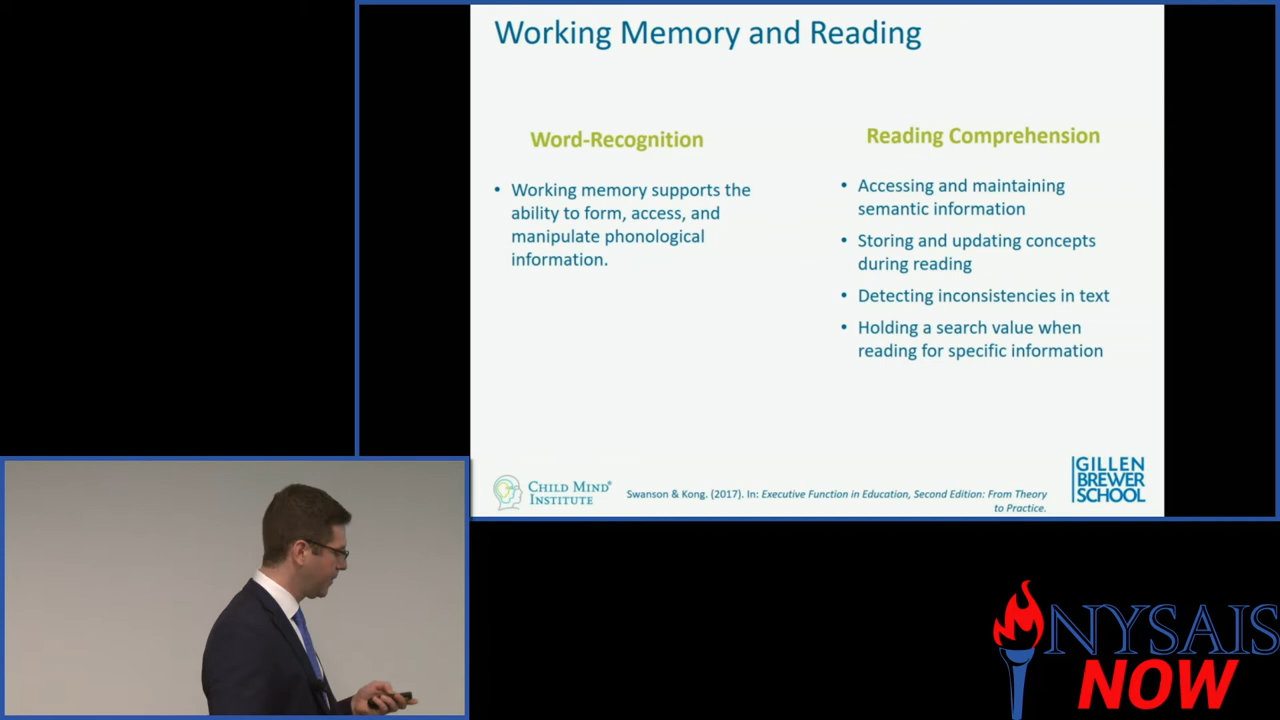 Working Memory and Reading
Word-Recognition
• Working memory supports the
ability to form, access, and
manipulate phonological
information.
Reading Comprehension
• Accessing and maintaining
semantic information
• Storing and updating concepts
during reading
• Detecting inconsistencies in text
• Holding a search value when
reading for specific information
CHILD MIND®
INSTITUTE
Swanson & Kong. (2017). In: Executive Function in Education, Second Edition: From Theory
to Practice.
GILLEN
BREWER
SCHOOL
NYSAIS
NOW